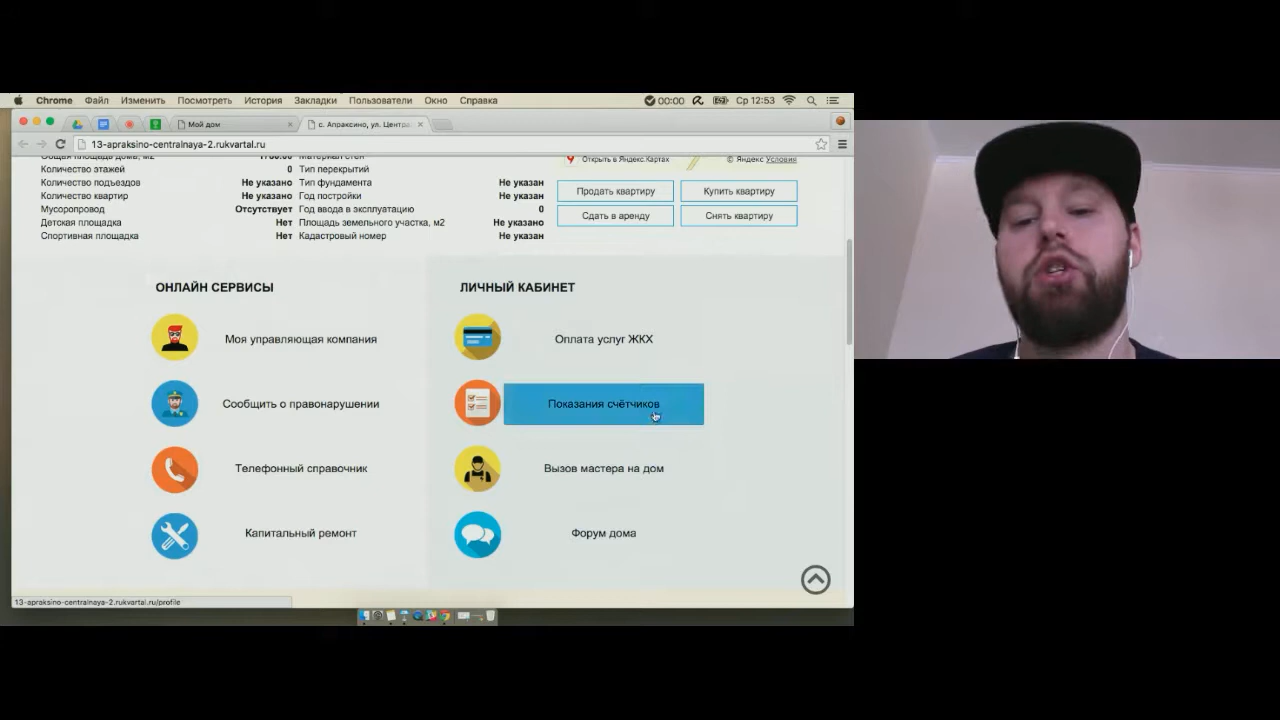 Chrome Файл Изменить Посмотреть История Закладки Пользователи Окно Справка 00:00 Ср 12:53
Мой дом × с. Апраксино, ул. Центра ×
13-apraksino-centralnaya-2.rukvartal.ru
Общая площадь дома, м2 1780.00 Материал стен
Открыть в Яндекс.Картах © Яндекс Условия
Количество этажей 0 Тип перекрытий
Количество подъездов Не указано Тип фундамента Не указан
Количество квартир Не указано Год постройки Не указан
Мусоропровод Отсутствует Год ввода в эксплуатацию 0
Детская площадка Нет Площадь земельного участка, м2 Не указано
Спортивная площадка Нет Кадастровый номер Не указан
Продать квартиру Купить квартиру
Сдать в аренду Снять квартиру
ОНЛАЙН СЕРВИСЫ
Моя управляющая компания
Сообщить о правонарушении
Телефонный справочник
Капитальный ремонт
ЛИЧНЫЙ КАБИНЕТ
Оплата услуг ЖКХ
Показания счётчиков
Вызов мастера на дом
Форум дома
13-apraksino-centralnaya-2.rukvartal.ru/profile